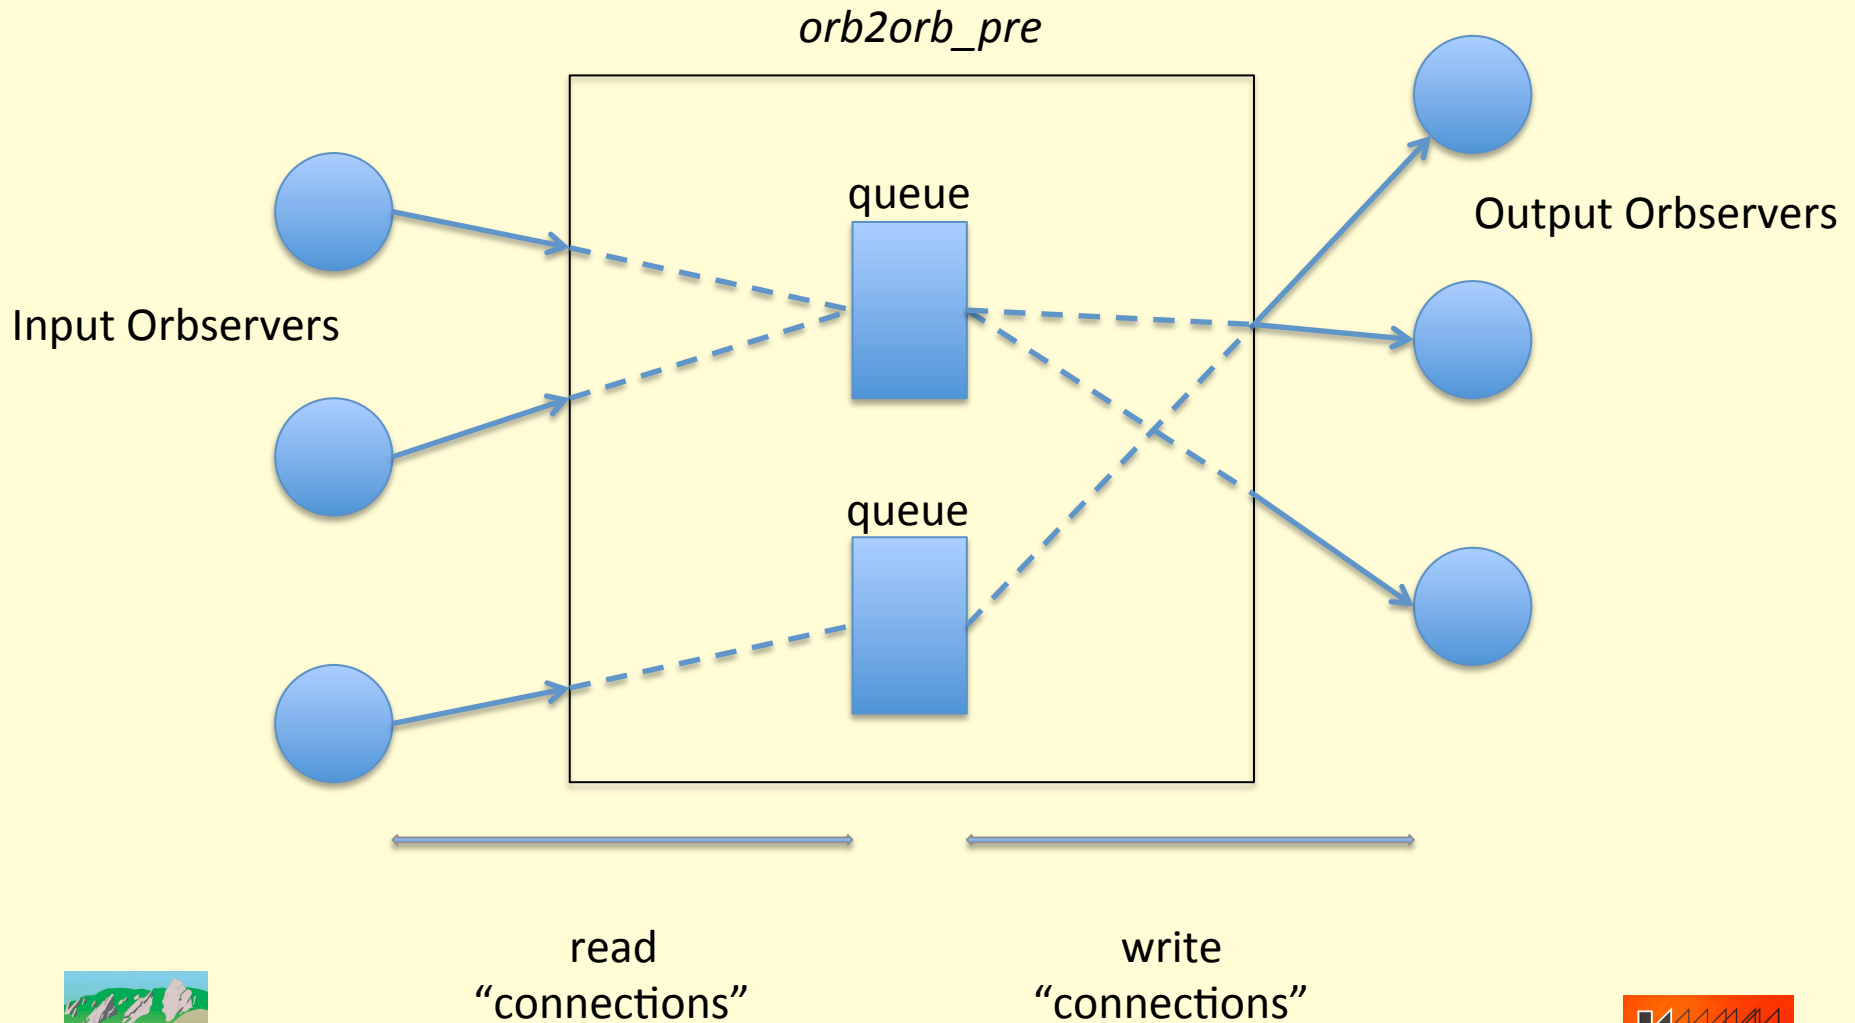 orb2orb_pre
queue
Output Orbservers
Input Orbservers
queue
read
“connections”
write
“connections”